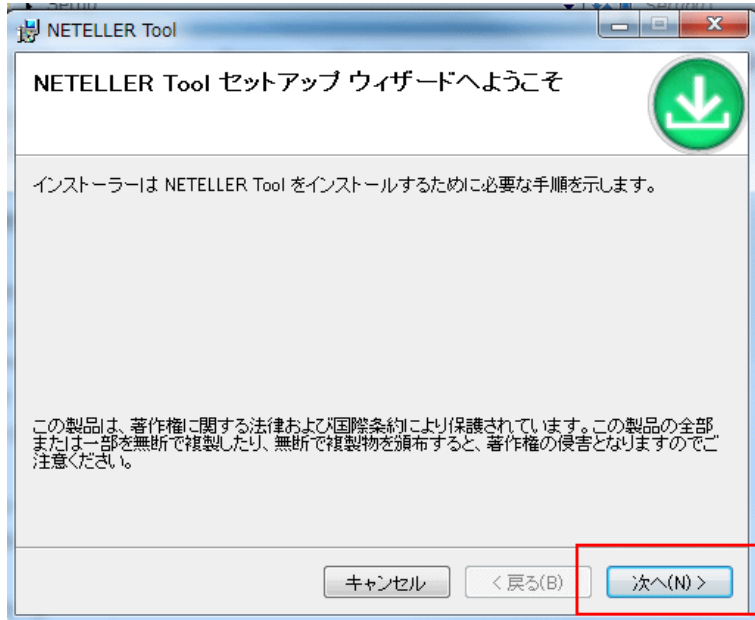 NETELLER Tool
NETELLER Tool セットアップ ウィザードへようこそ
インストーラーは NETELLER Tool をインストールするために必要な手順を示します。
この製品は、著作権に関する法律および国際条約により保護されています。この製品の全部
または一部を無断で複製したり、無断で複製物を頒布すると、著作権の侵害となりますのでご
注意ください。
キャンセル
< 戻る(B)
次へ(N) >